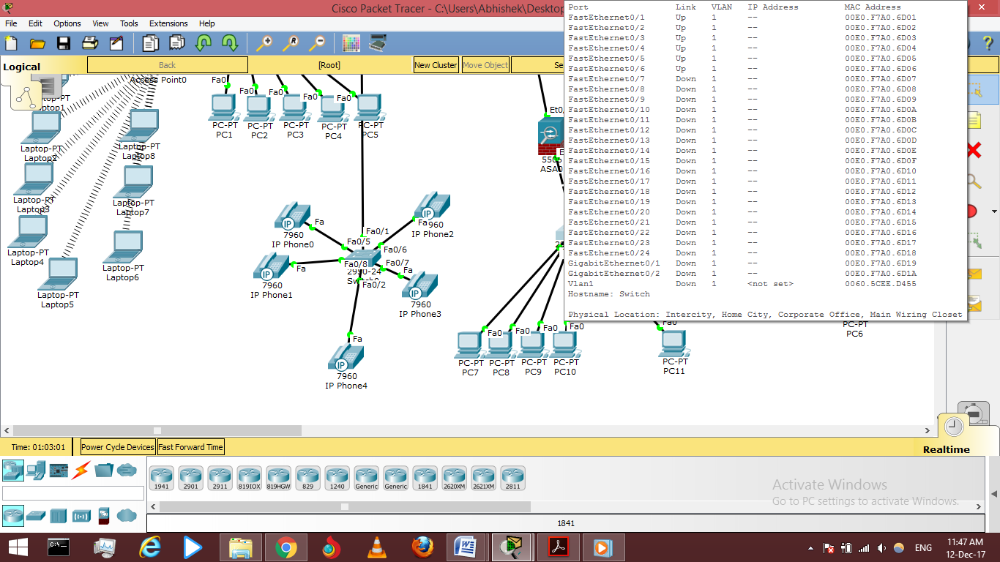 Cisco Packet Tracer - C:\Users\Abhishek\Desktop
File Edit Options View Tools Extensions Help
Logical
Back
[Root]
New Cluster
Move Object
Se
Port Link VLAN IP Address MAC Address
FastEthernet0/1 Up 1 -- 00E0.F7A0.6D01
FastEthernet0/2 Up 1 -- 00E0.F7A0.6D02
FastEthernet0/3 Up 1 -- 00E0.F7A0.6D03
FastEthernet0/4 Up 1 -- 00E0.F7A0.6D04
FastEthernet0/5 Up 1 -- 00E0.F7A0.6D05
FastEthernet0/6 Up 1 -- 00E0.F7A0.6D06
FastEthernet0/7 Down 1 -- 00E0.F7A0.6D07
FastEthernet0/8 Down 1 -- 00E0.F7A0.6D08
FastEthernet0/9 Down 1 -- 00E0.F7A0.6D09
FastEthernet0/10 Down 1 -- 00E0.F7A0.6D0A
FastEthernet0/11 Down 1 -- 00E0.F7A0.6D0B
FastEthernet0/12 Down 1 -- 00E0.F7A0.6D0C
FastEthernet0/13 Down 1 -- 00E0.F7A0.6D0D
FastEthernet0/14 Down 1 -- 00E0.F7A0.6D0E
FastEthernet0/15 Down 1 -- 00E0.F7A0.6D0F
FastEthernet0/16 Down 1 -- 00E0.F7A0.6D10
FastEthernet0/17 Down 1 -- 00E0.F7A0.6D11
FastEthernet0/18 Down 1 -- 00E0.F7A0.6D12
FastEthernet0/19 Down 1 -- 00E0.F7A0.6D13
FastEthernet0/20 Down 1 -- 00E0.F7A0.6D14
FastEthernet0/21 Down 1 -- 00E0.F7A0.6D15
FastEthernet0/22 Down 1 -- 00E0.F7A0.6D16
FastEthernet0/23 Down 1 -- 00E0.F7A0.6D17
FastEthernet0/24 Down 1 -- 00E0.F7A0.6D18
GigabitEthernet0/1 Down 1 -- 00E0.F7A0.6D19
GigabitEthernet0/2 Down 1 -- 00E0.F7A0.6D1A
Vlan1 Down 1 <not set> 0060.5CEE.D455
Hostname: Switch
Physical Location: Intercity, Home City, Corporate Office, Main Wiring Closet
Access Point0
Fa0
Fa0
Fa0
Fa0
Fa0
PC-PT
PC1
PC-PT
PC2
PC-PT
PC3
PC-PT
PC4
PC-PT
PC5
Laptop-PT
Laptop2
Laptop-PT
Laptop8
Laptop-PT
Laptop3
Laptop-PT
Laptop7
Laptop-PT
Laptop4
Laptop-PT
Laptop6
Laptop-PT
Laptop5
Fa
7960
IP Phone0
Fa
IP Phone2
Fa0/1
Fa0/5
Fa0/6
Fa0/8
Fa0/7
2950-24
Fa0/2
Fa
7960
IP Phone1
Fa
7960
IP Phone3
Fa
7960
IP Phone4
Fa0
Fa0
Fa0
Fa0
PC-PT
PC7
PC-PT
PC8
PC-PT
PC9
PC-PT
PC10
Fa0
PC-PT
PC11
PC-PT
PC6
Time: 01:03:01
Power Cycle Devices
Fast Forward Time
Realtime
1941 2901 2911 819IOX 819HGW 829 1240 Generic Generic 1841 2620XM 2621XM 2811
1841
Activate Windows
Go to PC settings to activate Windows.
ENG
11:47 AM
12-Dec-17